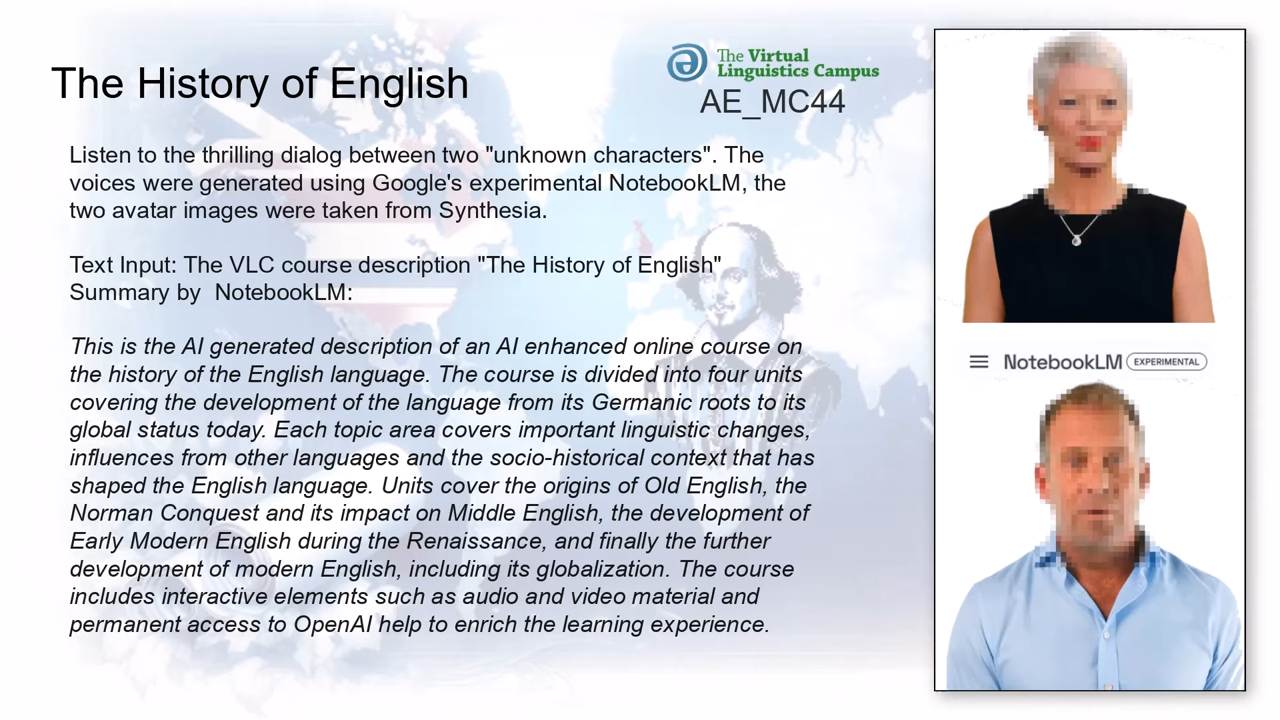 The History of English
The Virtual
Linguistics Campus
AE_MC44
Listen to the thrilling dialog between two "unknown characters". The
voices were generated using Google's experimental NotebookLM, the
two avatar images were taken from Synthesia.
Text Input: The VLC course description "The History of English"
Summary by  NotebookLM:
This is the AI generated description of an AI enhanced online course on
the history of the English language. The course is divided into four units
covering the development of the language from its Germanic roots to its
global status today. Each topic area covers important linguistic changes,
influences from other languages and the socio-historical context that has
shaped the English language. Units cover the origins of Old English, the
Norman Conquest and its impact on Middle English, the development of
Early Modern English during the Renaissance, and finally the further
development of modern English, including its globalization. The course
includes interactive elements such as audio and video material and
permanent access to OpenAI help to enrich the learning experience.
NotebookLM EXPERIMENTAL